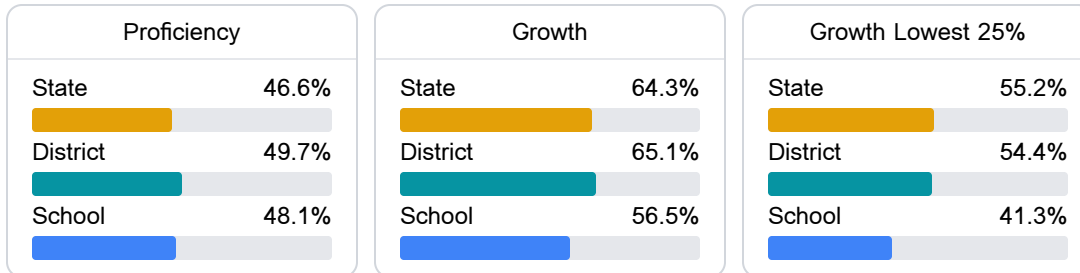 Proficiency
State 46.6%
District 49.7%
School 48.1%
Growth
State 64.3%
District 65.1%
School 56.5%
Growth Lowest 25%
State 55.2%
District 54.4%
School 41.3%